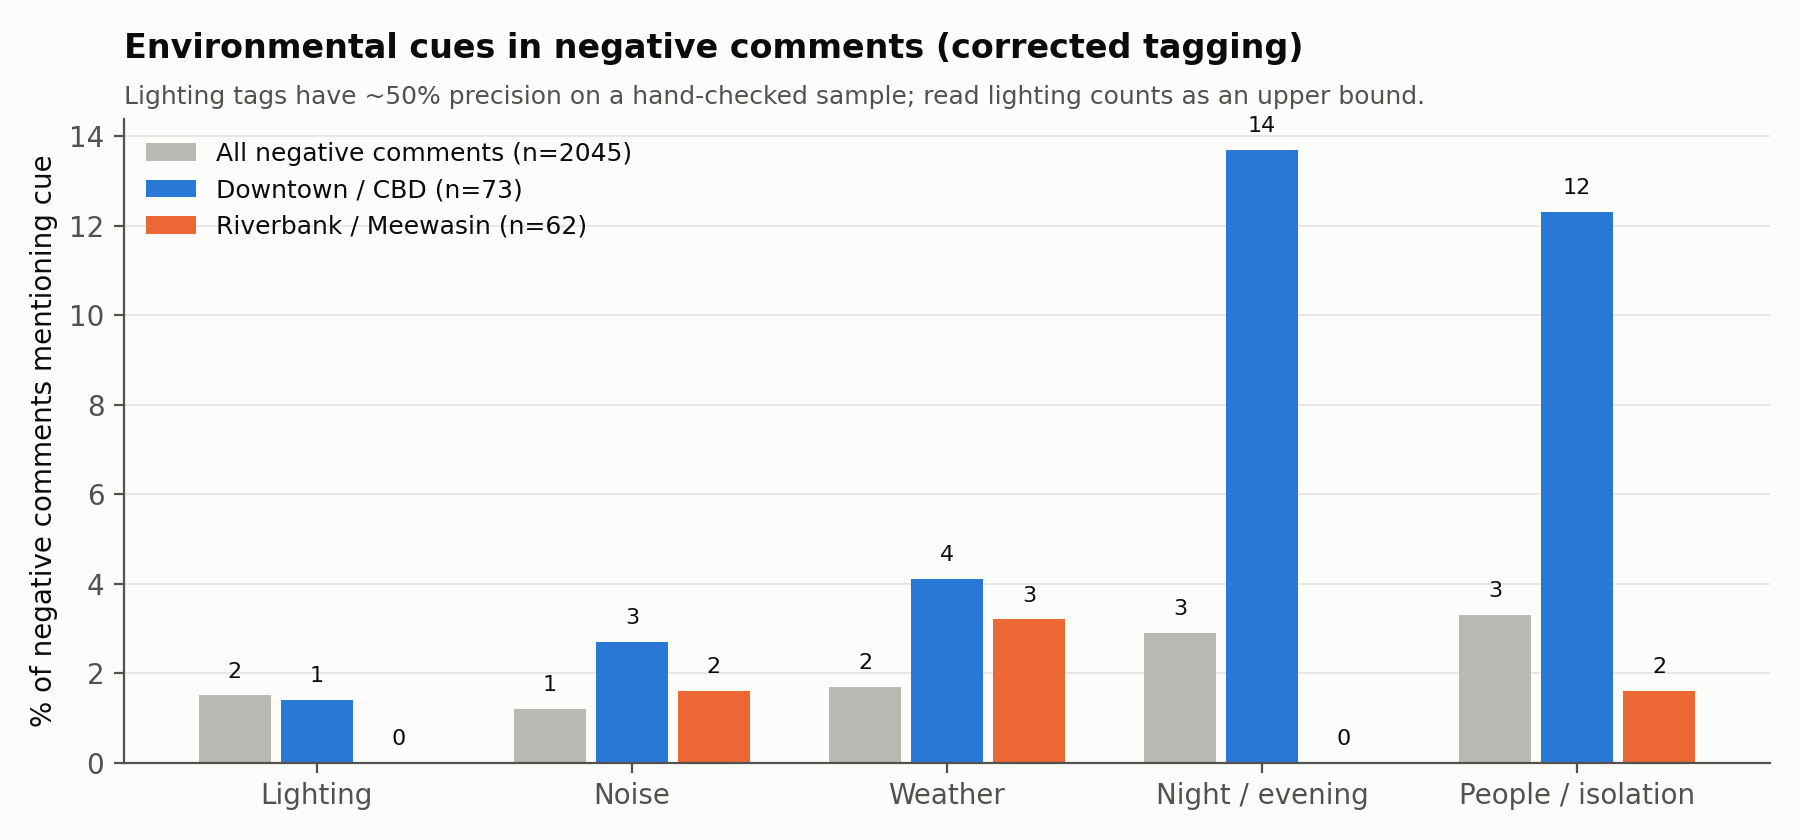 Environmental cues in negative comments (corrected tagging)
Lighting tags have ~50% precision on a hand-checked sample; read lighting counts as an upper bound.
% of negative comments mentioning cue
14
12
10
8
6
4
2
0
All negative comments (n=2045)
Downtown / CBD (n=73)
Riverbank / Meewasin (n=62)
2
1
0
1
3
2
2
4
3
3
14
0
3
12
2
Lighting
Noise
Weather
Night / evening
People / isolation